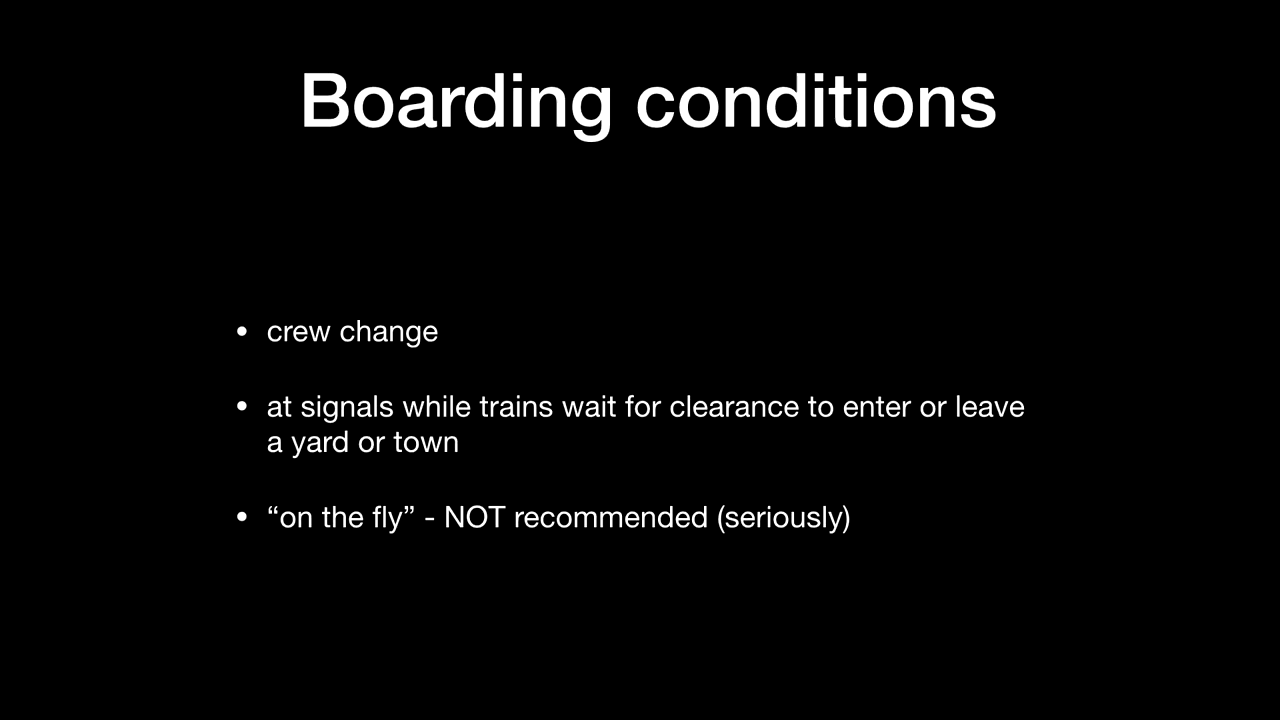 Boarding conditions
• crew change
• at signals while trains wait for clearance to enter or leave
a yard or town
• “on the fly” - NOT recommended (seriously)